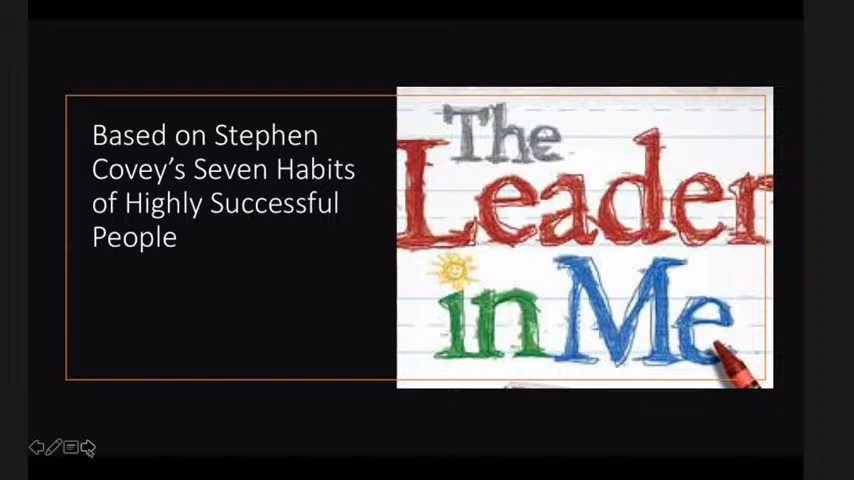 Based on Stephen
Covey’s Seven Habits
of Highly Successful
People
The
Leader
in Me